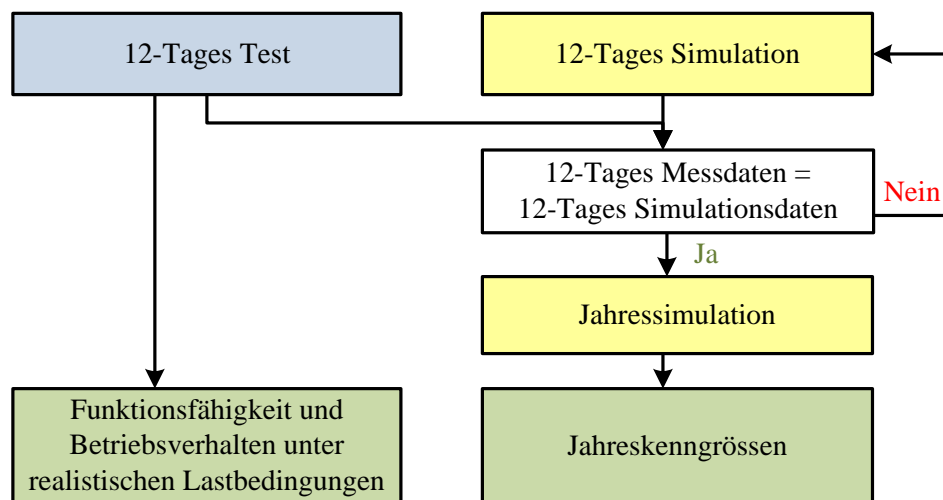 12-Tages Test
12-Tages Simulation
12-Tages Messdaten =
12-Tages Simulationsdaten
Nein
Ja
Jahressimulation
Funktionsfähigkeit und
Betriebsverhalten unter
realistischen Lastbedingungen
Jahreskenngrössen